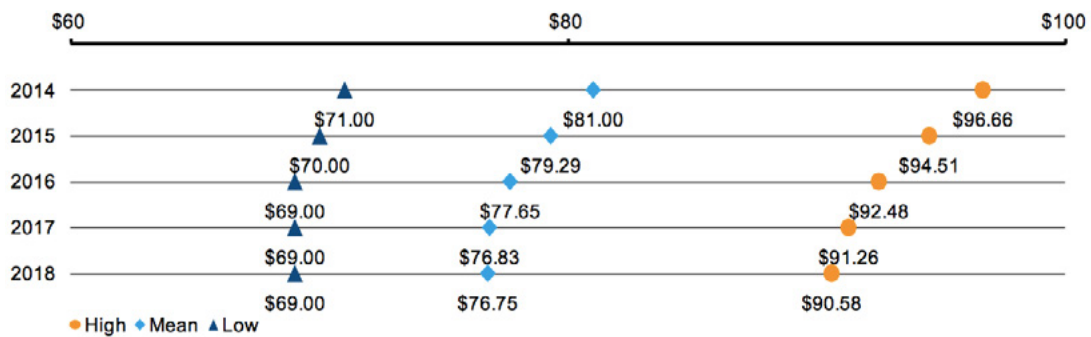 $60 $80 $100
2014
$71.00 $81.00 $96.66
2015
$70.00 $79.29 $94.51
2016
$69.00 $77.65 $92.48
2017
$69.00 $76.83 $91.26
2018
$69.00 $76.75 $90.58
High Mean Low